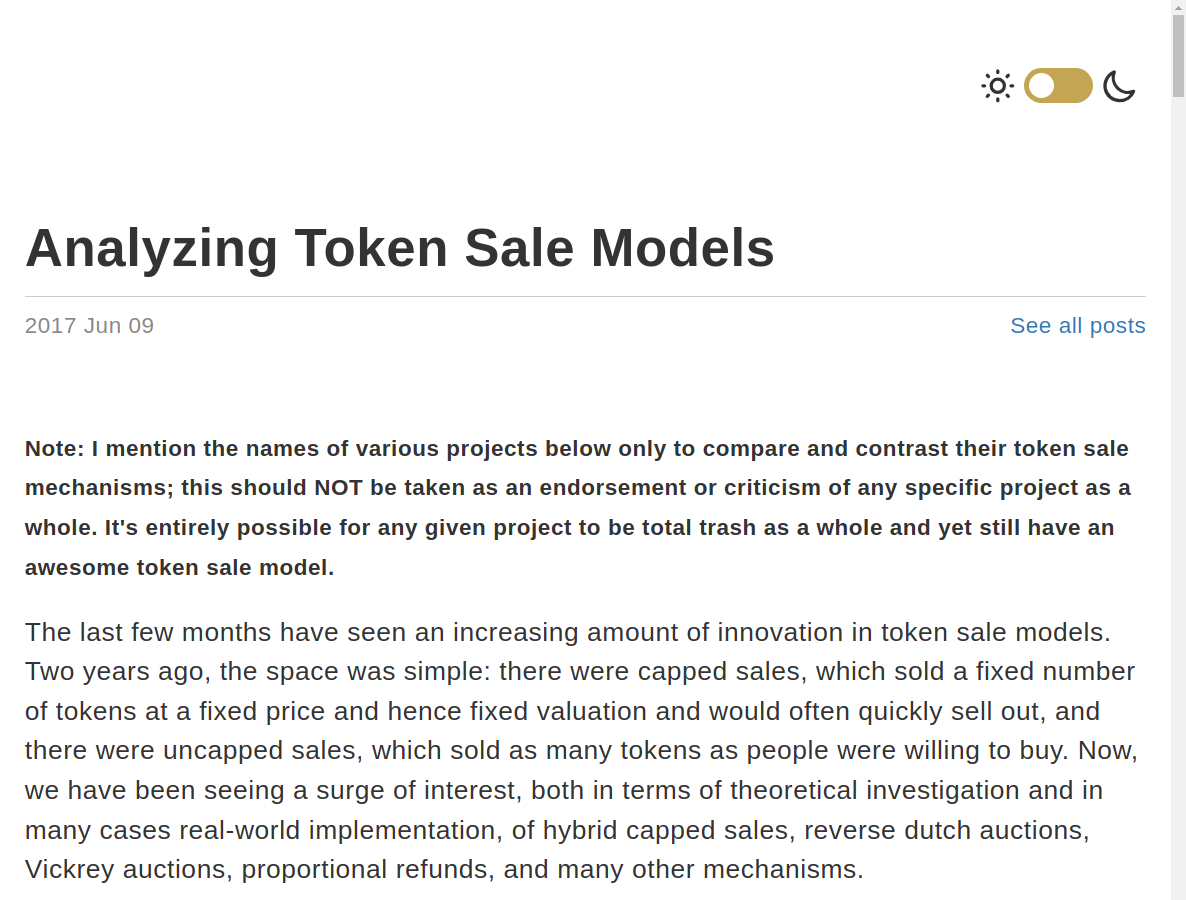 Analyzing Token Sale Models
2017 Jun 09
See all posts
Note: I mention the names of various projects below only to compare and contrast their token sale
mechanisms; this should NOT be taken as an endorsement or criticism of any specific project as a
whole. It's entirely possible for any given project to be total trash as a whole and yet still have an
awesome token sale model.
The last few months have seen an increasing amount of innovation in token sale models.
Two years ago, the space was simple: there were capped sales, which sold a fixed number
of tokens at a fixed price and hence fixed valuation and would often quickly sell out, and
there were uncapped sales, which sold as many tokens as people were willing to buy. Now,
we have been seeing a surge of interest, both in terms of theoretical investigation and in
many cases real-world implementation, of hybrid capped sales, reverse dutch auctions,
Vickrey auctions, proportional refunds, and many other mechanisms.